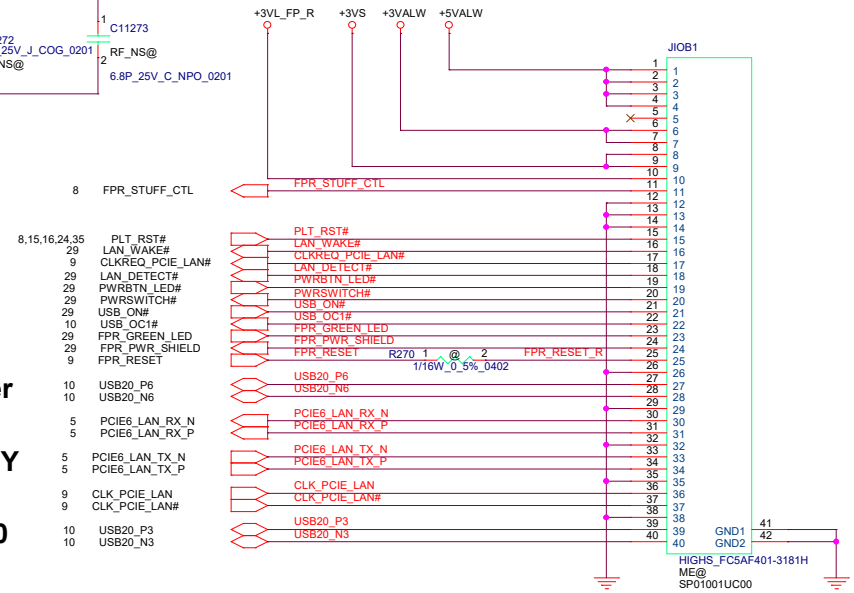 +3VL_FP_R +3VS +3VALW +5VALW
1 C11273
272
25V_J_COG_0201 RF_NS@
NS@
2
6.8P_25V_C_NPO_0201
JIOB1
1 1
2 2
3 3
4 4
5 5
6 6
7 7
8 8
9 9
10 10
8 FPR_STUFF_CTL FPR_STUFF_CTL 11 11
12 12
13 13
14 14
8,15,16,24,35 PLT_RST# PLT_RST# 15 15
29 LAN_WAKE# LAN_WAKE# 16 16
9 CLKREQ_PCIE_LAN# CLKREQ_PCIE_LAN# 17 17
29 LAN_DETECT# LAN_DETECT# 18 18
29 PWRBTN_LED# PWRBTN_LED# 19 19
29 PWRSWITCH# PWRSWITCH# 20 20
29 USB_ON# USB_ON# 21 21
10 USB_OC1# USB_OC1# 22 22
29 FPR_GREEN_LED FPR_GREEN_LED 23 23
29 FPR_PWR_SHIELD FPR_PWR_SHIELD 24 24
9 FPR_RESET FPR_RESET R270 1 @ 2 FPR_RESET_R 25 25
1/16W_0_5%_0402
26 26
er
10 USB20_P6 USB20_P6 27 27
10 USB20_N6 USB20_N6 28 28
29 29
5 PCIE6_LAN_RX_N PCIE6_LAN_RX_N 30 30
5 PCIE6_LAN_RX_P PCIE6_LAN_RX_P 31 31
32 32
Y
5 PCIE6_LAN_TX_N PCIE6_LAN_TX_N 33 33
5 PCIE6_LAN_TX_P PCIE6_LAN_TX_P 34 34
35 35
9 CLK_PCIE_LAN CLK_PCIE_LAN 36 36
9 CLK_PCIE_LAN# CLK_PCIE_LAN# 37 37
38 38
0
10 USB20_P3 USB20_P3 39 39 GND1 41
10 USB20_N3 USB20_N3 40 40 GND2 42
HIGHS_FC5AF401-3181H
ME@
SP01001UC00